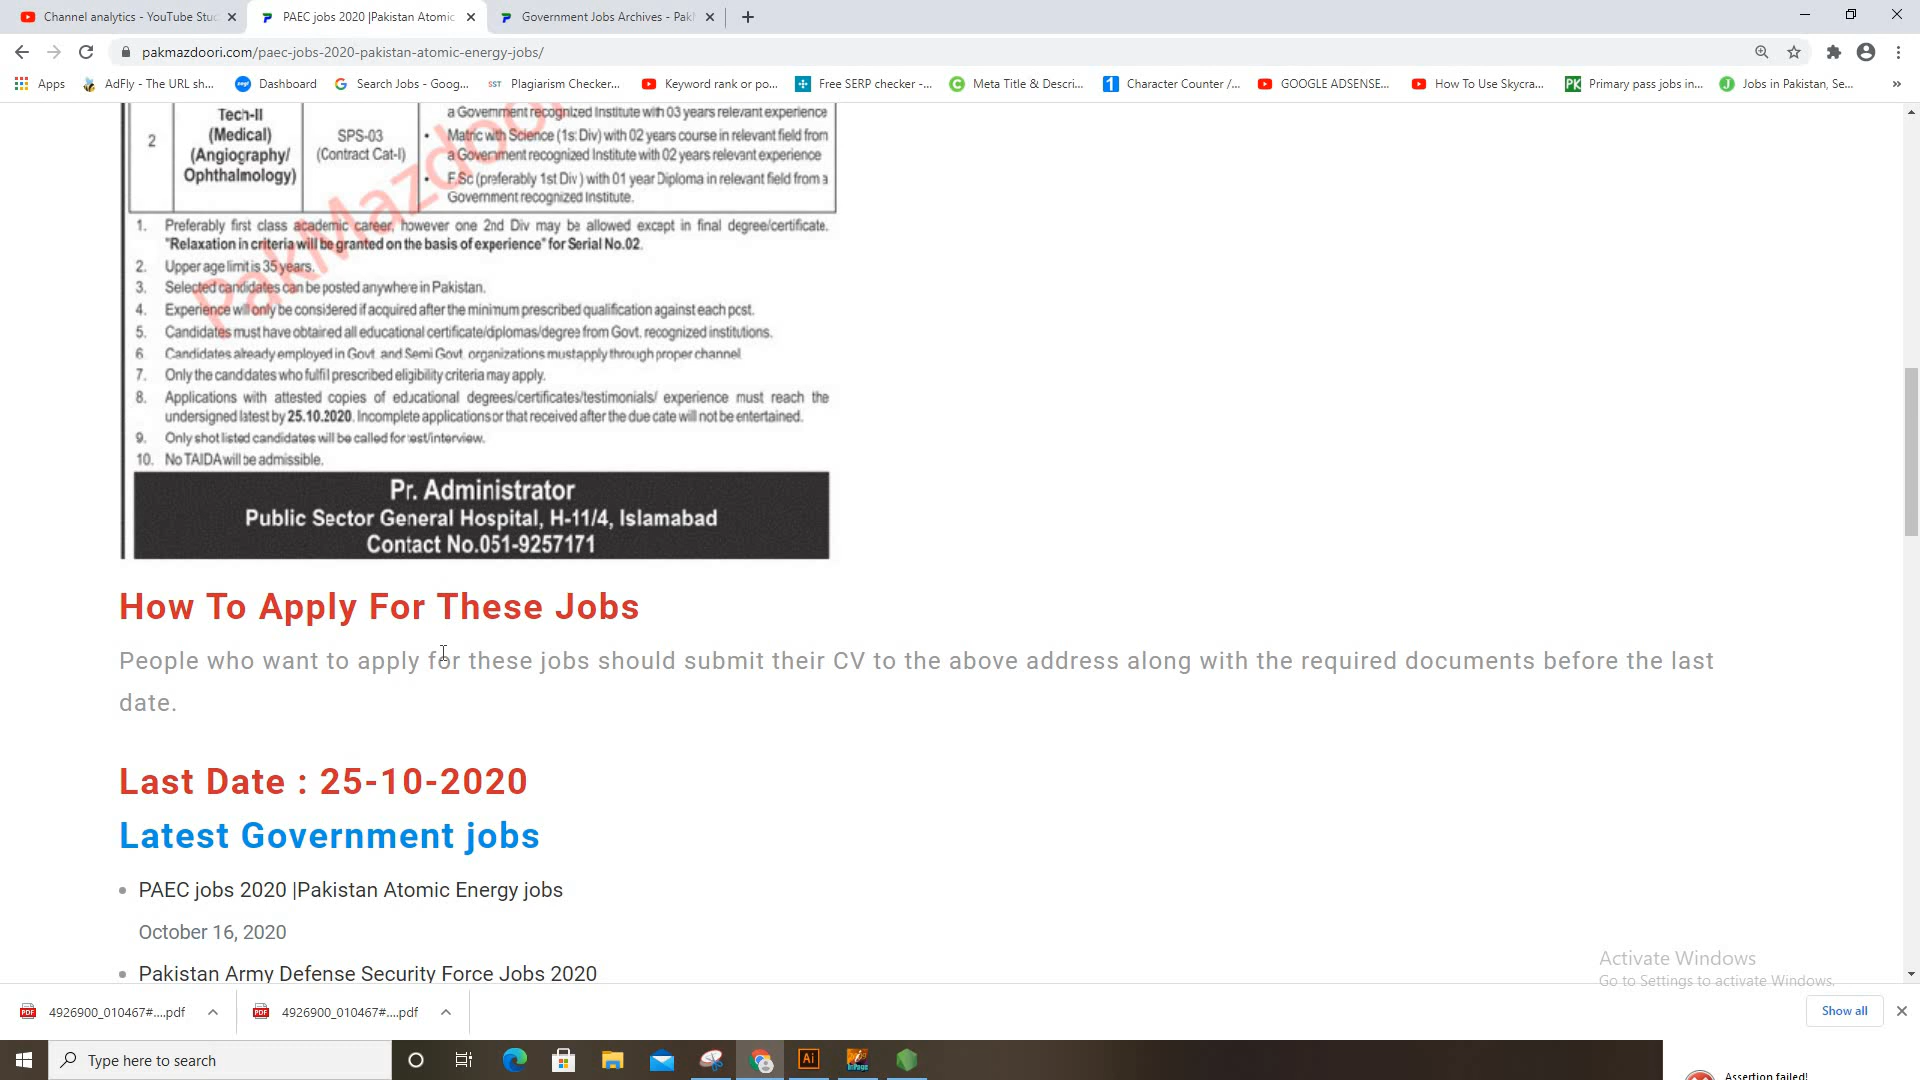 Channel analytics - YouTube Stu
PAEC jobs 2020 |Pakistan Atomic
Government Jobs Archives - Pak
pakmazdoori.com/paec-jobs-2020-pakistan-atomic-energy-jobs/
Apps
AdFly - The URL sh...
Dashboard
Search Jobs - Goog...
SST Plagiarism Checker...
Keyword rank or po...
Free SERP checker -...
Meta Title & Descri...
Character Counter /...
GOOGLE ADSENSE...
How To Use Skycra...
Primary pass jobs in...
Jobs in Pakistan, Se...
2
Tech-II
(Medical)
(Angiography/
Ophthalmology)
SPS-03
(Contract Cat-I)
a Government recognized Institute with 03 years relevant experience
• Matric with Science (1st Div) with 02 years course in relevant field from
a Government recognized Institute with 02 years relevant experience
• F.Sc (preferably 1st Div) with 01 year Diploma in relevant field from a
Government recognized Institute.
PakMazdoor
1. Preferably first class academic career, however one 2nd Div may be allowed except in final degree/certificate.
"Relaxation in criteria will be granted on the basis of experience" for Serial No.02.
2. Upper age limit is 35 years.
3. Selected candidates can be posted anywhere in Pakistan.
4. Experience will only be considered if acquired after the minimum prescribed qualification against each post.
5. Candidates must have obtained all educational certificate/diplomas/degree from Govt. recognized institutions.
6. Candidates already employed in Govt. and Semi Govt. organizations must apply through proper channel
7. Only the candidates who fulfil prescribed eligibility criteria may apply.
8. Applications with attested copies of educational degrees/certificates/testimonials/ experience must reach the
undersigned latest by 25.10.2020. Incomplete applications or that received after the due date will not be entertained.
9. Only shot listed candidates will be called for test/interview.
10. No TA/DA will be admissible.
Pr. Administrator
Public Sector General Hospital, H-11/4, Islamabad
Contact No.051-9257171
How To Apply For These Jobs
People who want to apply for these jobs should submit their CV to the above address along with the required documents before the last
date.
Last Date : 25-10-2020
Latest Government jobs
• PAEC jobs 2020 |Pakistan Atomic Energy jobs
October 16, 2020
• Pakistan Army Defense Security Force Jobs 2020
Activate Windows
Go to Settings to activate Windows.
4926900_010467#....pdf
4926900_010467#....pdf
Show all
Type here to search
Ai
Assertion failed!